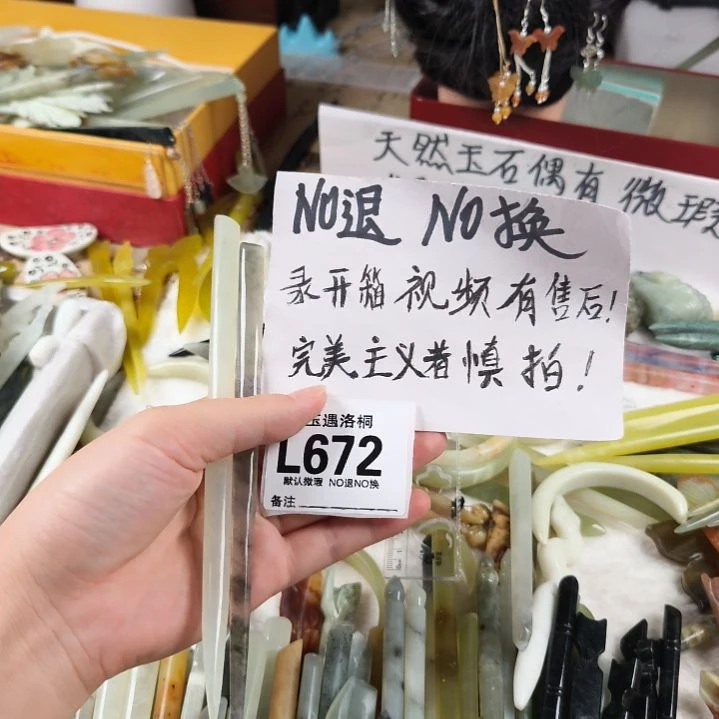 天然玉石偶有微瑕
NO退 NO换
录开箱视频有售后!
完美主义者慎拍!
玉遇洛桐
L672
默认微瑕 NO退NO换
备注